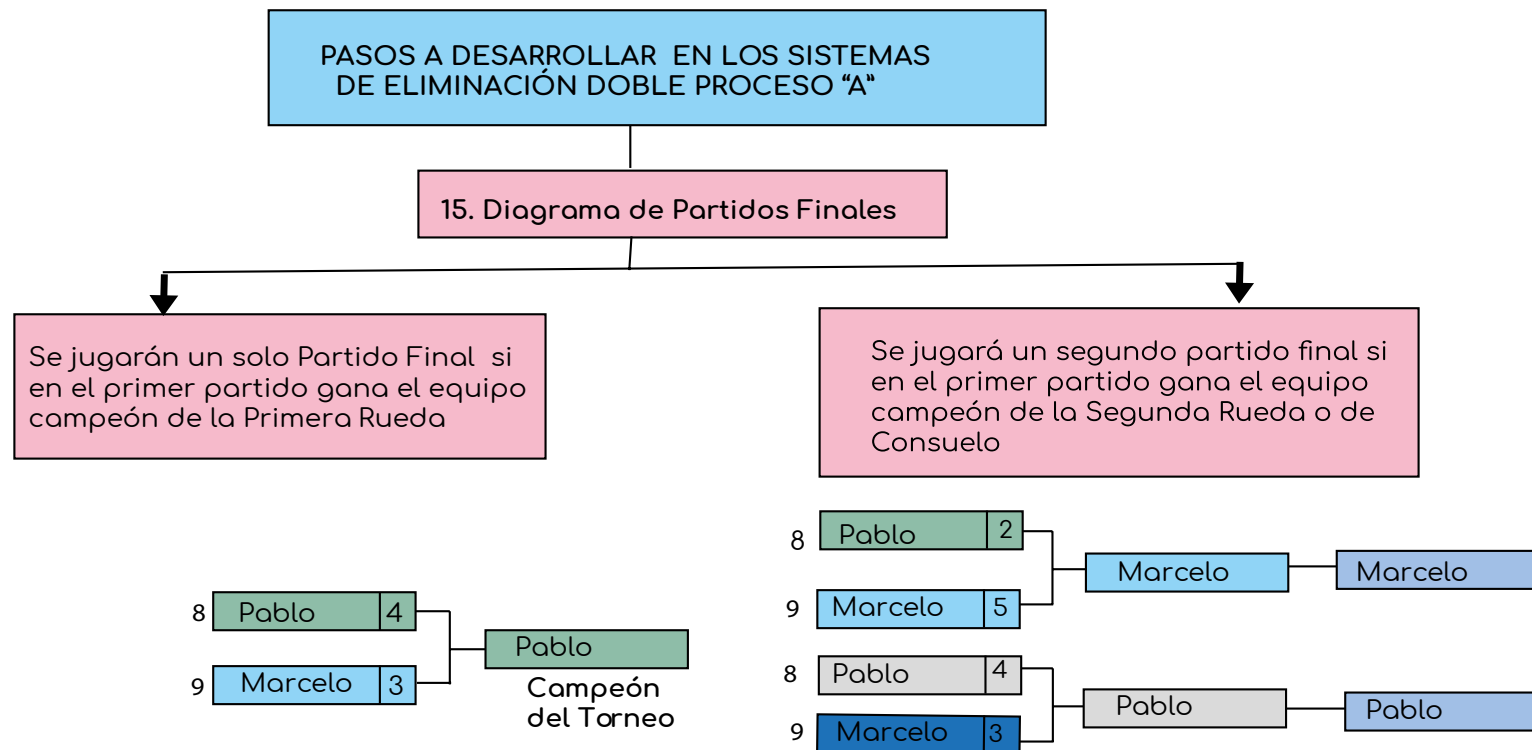 PASOS A DESARROLLAR EN LOS SISTEMAS
DE ELIMINACIÓN DOBLE PROCESO “A”
15. Diagrama de Partidos Finales
Se jugarán un solo Partido Final si
en el primer partido gana el equipo
campeón de la Primera Rueda
Se jugará un segundo partido final si
en el primer partido gana el equipo
campeón de la Segunda Rueda o de
Consuelo
8 Pablo 4
9 Marcelo 3
Pablo
Campeón
del Torneo
8 Pablo 2
9 Marcelo 5
Marcelo
Marcelo
8 Pablo 4
9 Marcelo 3
Pablo
Pablo